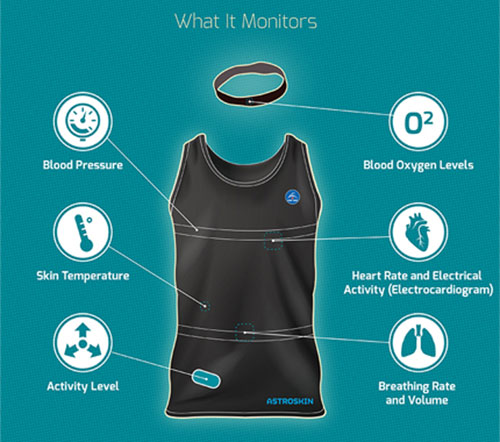 What It Monitors
Blood Pressure
O²
Blood Oxygen Levels
Skin Temperature
Heart Rate and Electrical
Activity (Electrocardiogram)
Activity Level
Breathing Rate
and Volume
ASTROSKIN